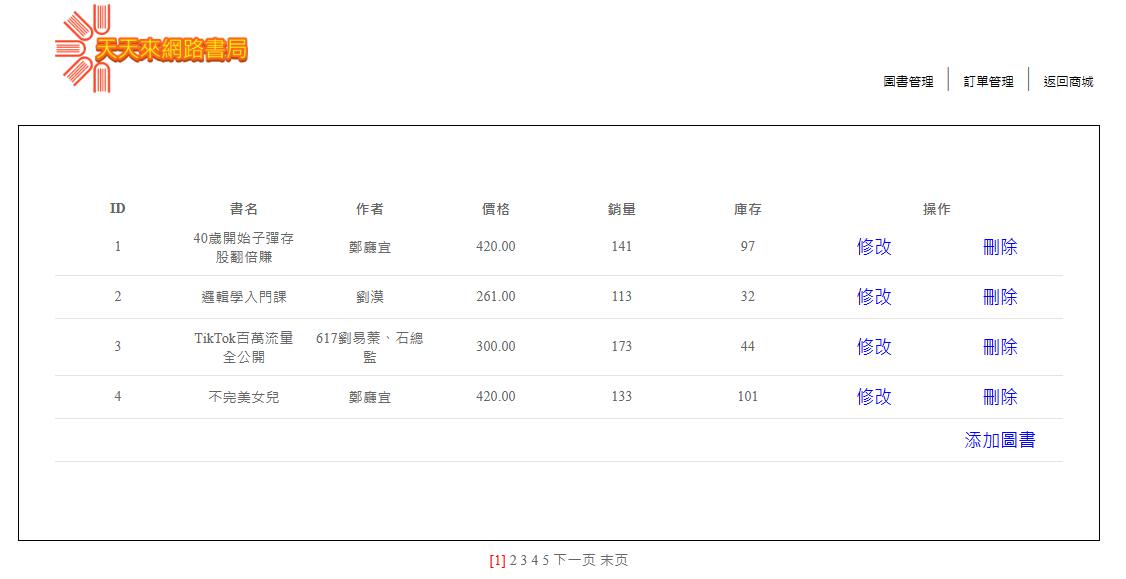 天天來網路書局
圖書管理 訂單管理 返回商城
ID 書名 作者 價格 銷量 庫存 操作
1 40歲開始子彈存 鄭廳宜 420.00 141 97 修改 刪除
股翻倍賺
2 邏輯學入門課 劉漠 261.00 113 32 修改 刪除
3 TikTok百萬流量 617劉易蓁、石總 300.00 173 44 修改 刪除
全公開 監
4 不完美女兒 鄭廳宜 420.00 133 101 修改 刪除
添加圖書
[1] 2 3 4 5 下一页 末页